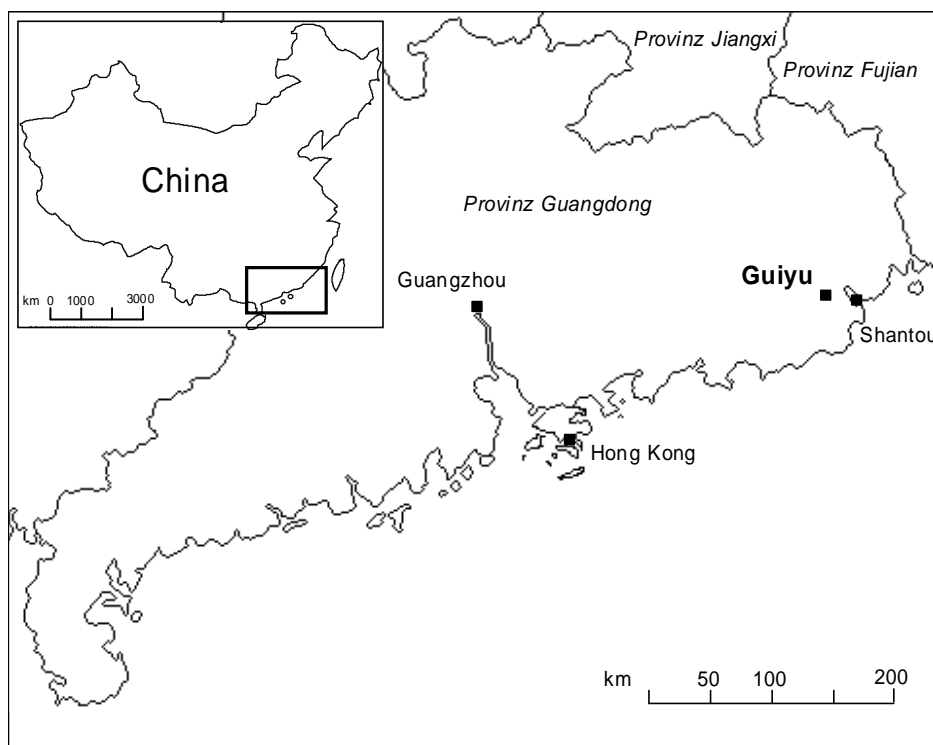 Provinz Jiangxi
Provinz Fujian
China
Provinz Guangdong
km 0 1000 3000
Guangzhou
Guiyu
Shantou
Hong Kong
km 50 100 200